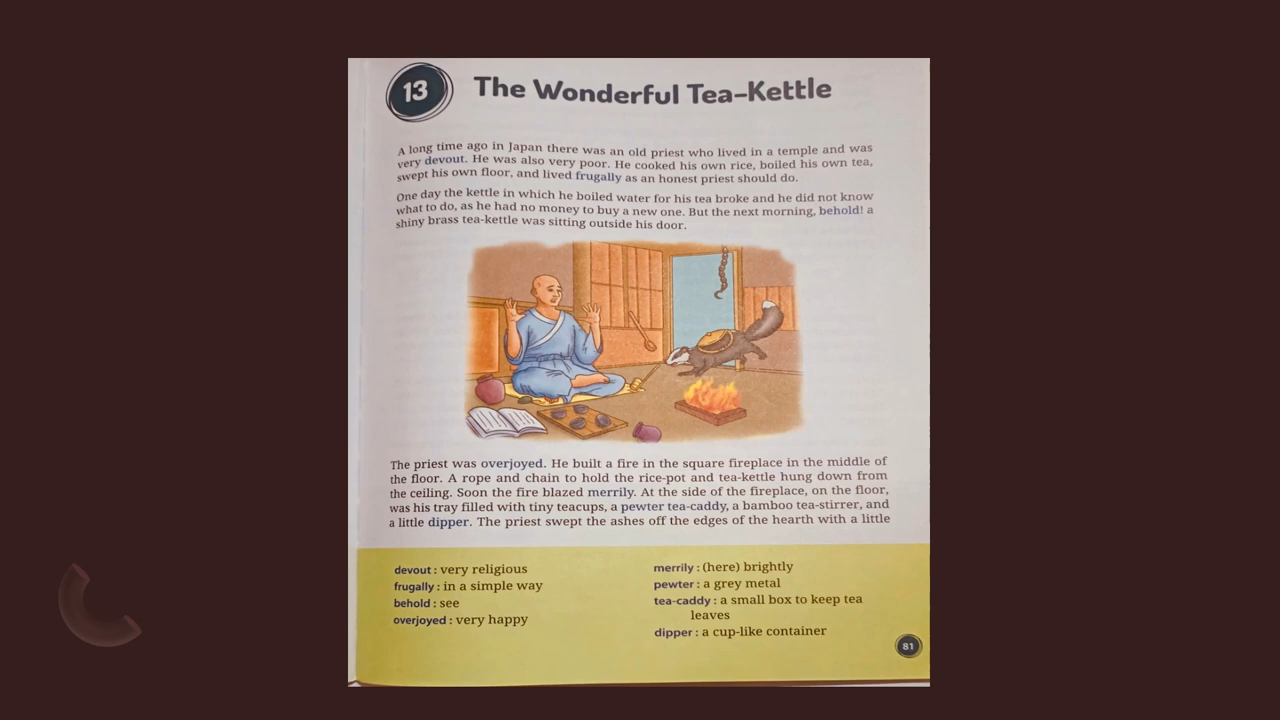 13
The Wonderful Tea-Kettle
A long time ago in Japan there was an old priest who lived in a temple and was
very devout. He was also very poor. He cooked his own rice, boiled his own tea,
swept his own floor, and lived frugally as an honest priest should do.
One day the kettle in which he boiled water for his tea broke and he did not know
what to do, as he had no money to buy a new one. But the next morning, behold! a
shiny brass tea-kettle was sitting outside his door.
The priest was overjoyed. He built a fire in the square fireplace in the middle of
the floor. A rope and chain to hold the rice-pot and tea-kettle hung down from
the ceiling. Soon the fire blazed merrily. At the side of the fireplace, on the floor,
was his tray filled with tiny teacups, a pewter tea-caddy, a bamboo tea-stirrer, and
a little dipper. The priest swept the ashes off the edges of the hearth with a little
devout : very religious
frugally : in a simple way
behold : see
overjoyed : very happy
merrily : (here) brightly
pewter : a grey metal
tea-caddy : a small box to keep tea
leaves
dipper : a cup-like container
81